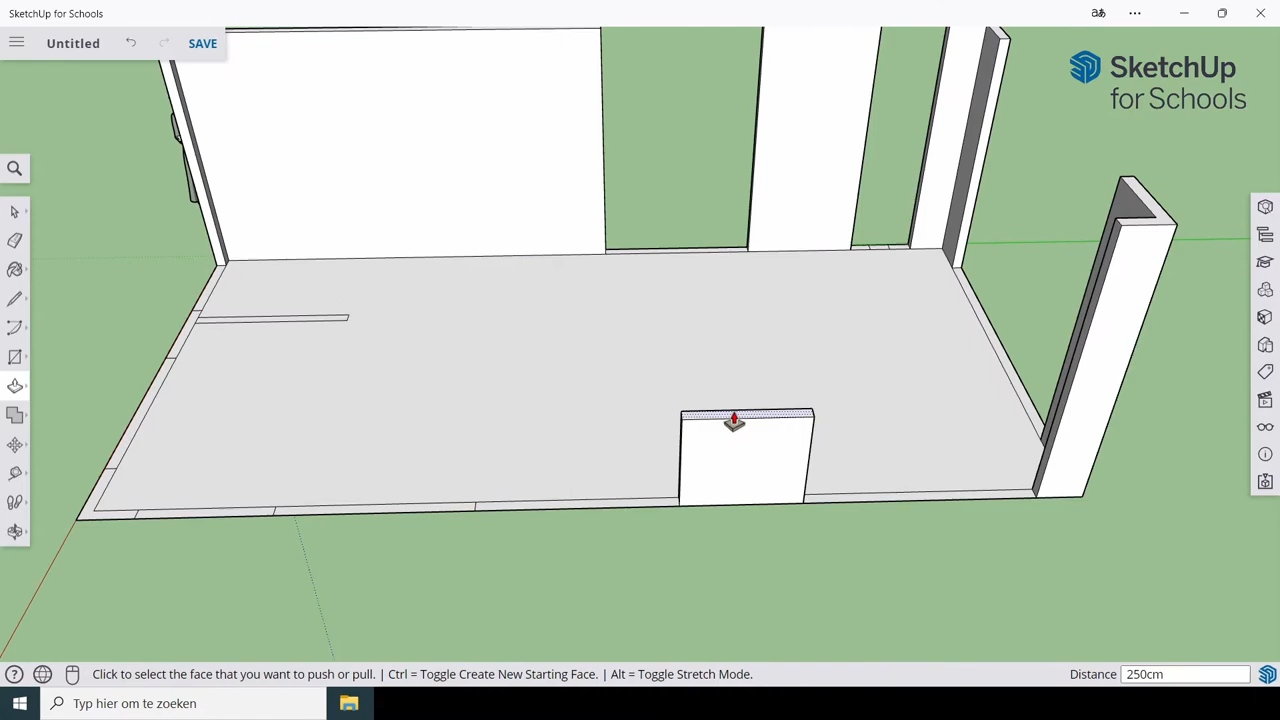 SketchUp for Schools
Untitled
SAVE
SketchUp
for Schools
Click to select the face that you want to push or pull. | Ctrl = Toggle Create New Starting Face. | Alt = Toggle Stretch Mode.
Distance
250cm
Typ hier om te zoeken